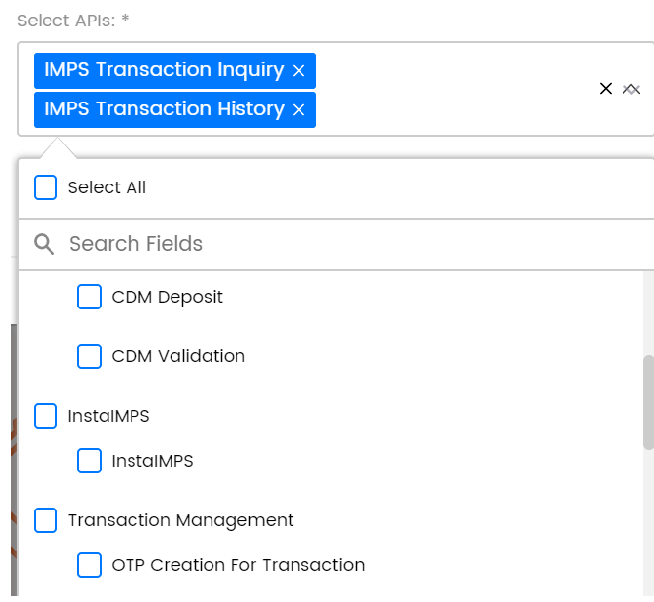 Select APIs: *
IMPS Transaction Inquiry
IMPS Transaction History
Select All
Search Fields
CDM Deposit
CDM Validation
InstaIMPS
InstaIMPS
Transaction Management
OTP Creation For Transaction